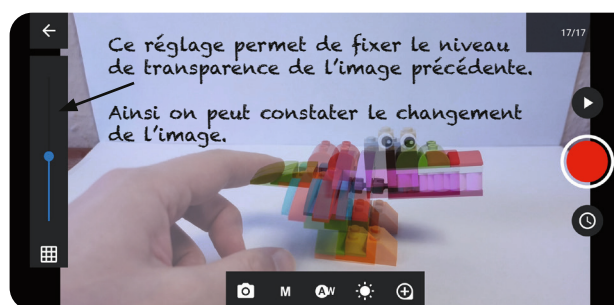 17/17
Ce réglage permet de fixer le niveau
de transparence de l'image précédente.
Ainsi on peut constater le changement
de l'image.
M
AW